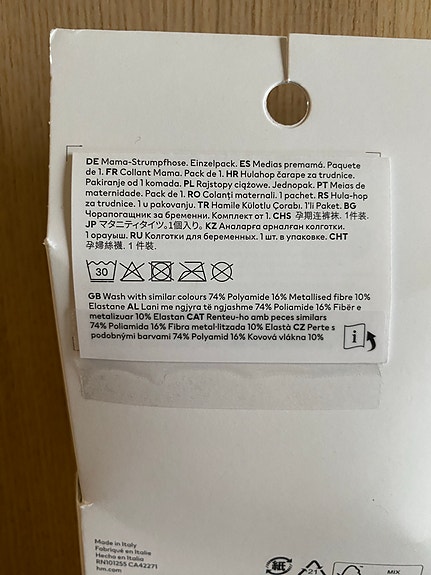 DE Mama-Strumpfhose. Einzelpack. ES Medias premamá. Paquete
de 1. FR Collant Mama. Pack de 1. HR Hulahop čarape za trudnice.
Pakiranje od 1 komada. PL Rajstopy ciążowe. Jednopak. PT Meias de
maternidade. Pack de 1. RO Colanți maternali. 1 pachet. RS Hula-hop
za trudnice. 1 u pakovanju. TR Hamile Külotlu Çorabı. 1'li Paket. BG
Чорапогащник за бременни. Комплект от 1. CHS 孕期连裤袜. 1件装.
JP マタニティタイツ。1個入り。 KZ Аналарға арналған колготки.
1 орауыш. RU Колготки для беременных. 1 шт. в упаковке. CHT
孕婦絲襪. 1 件裝.
30
GB Wash with similar colours 74% Polyamide 16% Metallised fibre 10%
Elastane AL Lani me ngjyra të ngjashme 74% Poliamida 16% Fibër e
metalizuar 10% Elastan CAT Renteu-ho amb peces similars
74% Poliamida 16% Fibra metal·litzada 10% Elastà CZ Perte s
podobnými barvami 74% Polyamid 16% Kovová vlákna 10%
i
Made in Italy
Fabriqué en Italie
Hecho en Italia
RN101255 CA42271
hm.com
紙
21
MIX